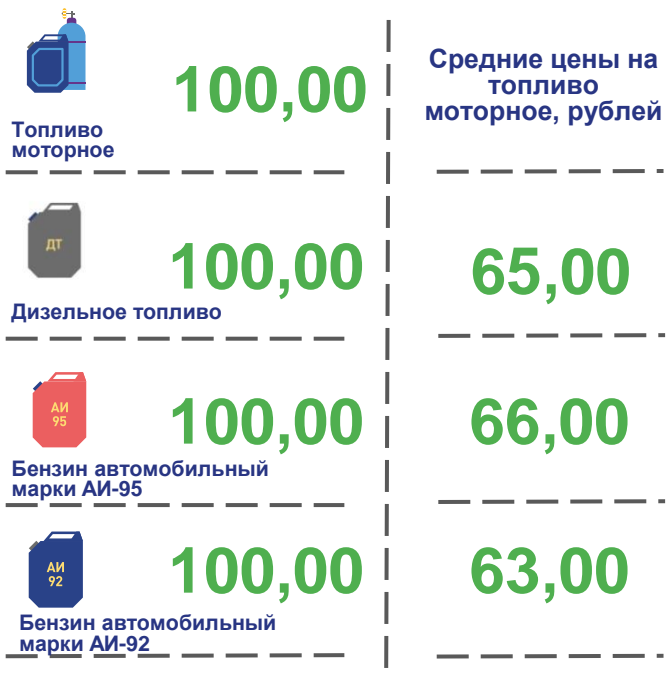 100,00
Топливо
моторное
Средние цены на
топливо
моторное, рублей
ДТ
100,00
65,00
Дизельное топливо
АИ
95
100,00
66,00
Бензин автомобильный
марки АИ-95
АИ
92
100,00
63,00
Бензин автомобильный
марки АИ-92